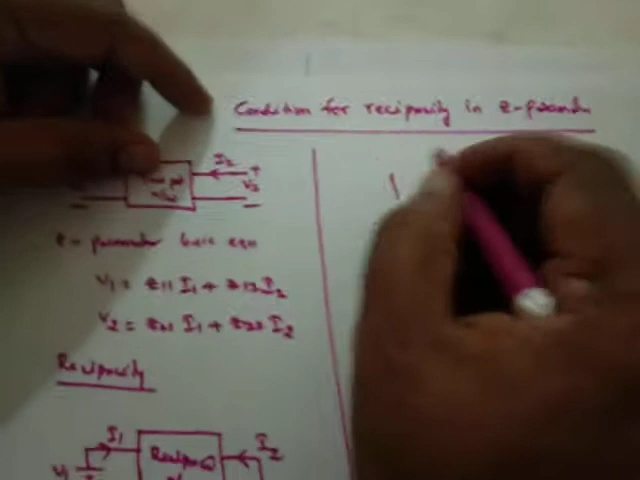 Condition for reciprocity in z-parameter
I2
+
V2
z - parameter basic eqn
V1 = z11 I1 + z12 I2
V2 = z21 I1 + z22 I2
Reciprocity
I1
I2
V1